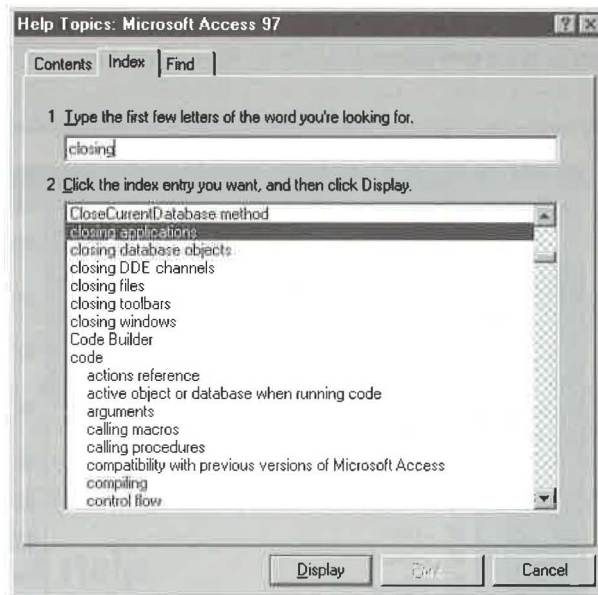 Help Topics: Microsoft Access 97
Contents
Index
Find
1 Type the first few letters of the word you're looking for.
closing
2 Click the index entry you want, and then click Display.
CloseCurrentDatabase method
closing applications
closing database objects
closing DDE channels
closing files
closing toolbars
closing windows
Code Builder
code
actions reference
active object or database when running code
arguments
calling macros
calling procedures
compatibility with previous versions of Microsoft Access
compiling
control flow
Display
Cancel